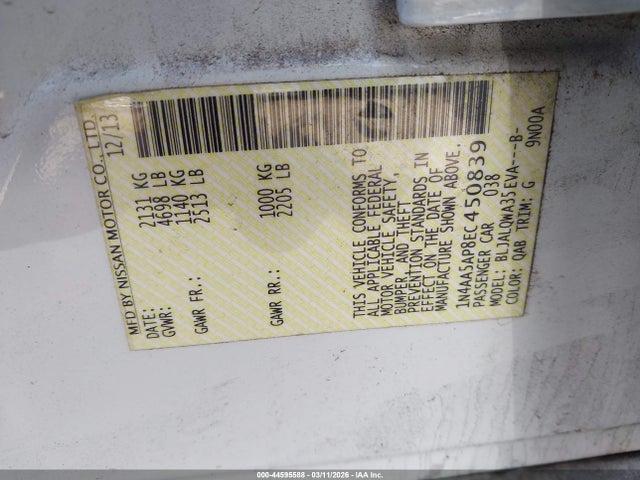 MFD BY NISSAN MOTOR CO., LTD.
DATE: 12/13
GVWR: 2131 KG
4698 LB
GAWR FR.: 1140 KG
2513 LB
GAWR RR.: 1000 KG
2205 LB
THIS VEHICLE CONFORMS TO
ALL APPLICABLE FEDERAL
MOTOR VEHICLE SAFETY,
BUMPER, AND THEFT
PREVENTION STANDARDS IN
EFFECT ON THE DATE OF
MANUFACTURE SHOWN ABOVE.
1N4AA5AP8EC450839
PASSENGER CAR 038
MODEL: BLJALQWA35EVA----B-
COLOR: QAB TRIM: G 9N00A
000-44595588 - 03/11/2026 - IAA Inc.